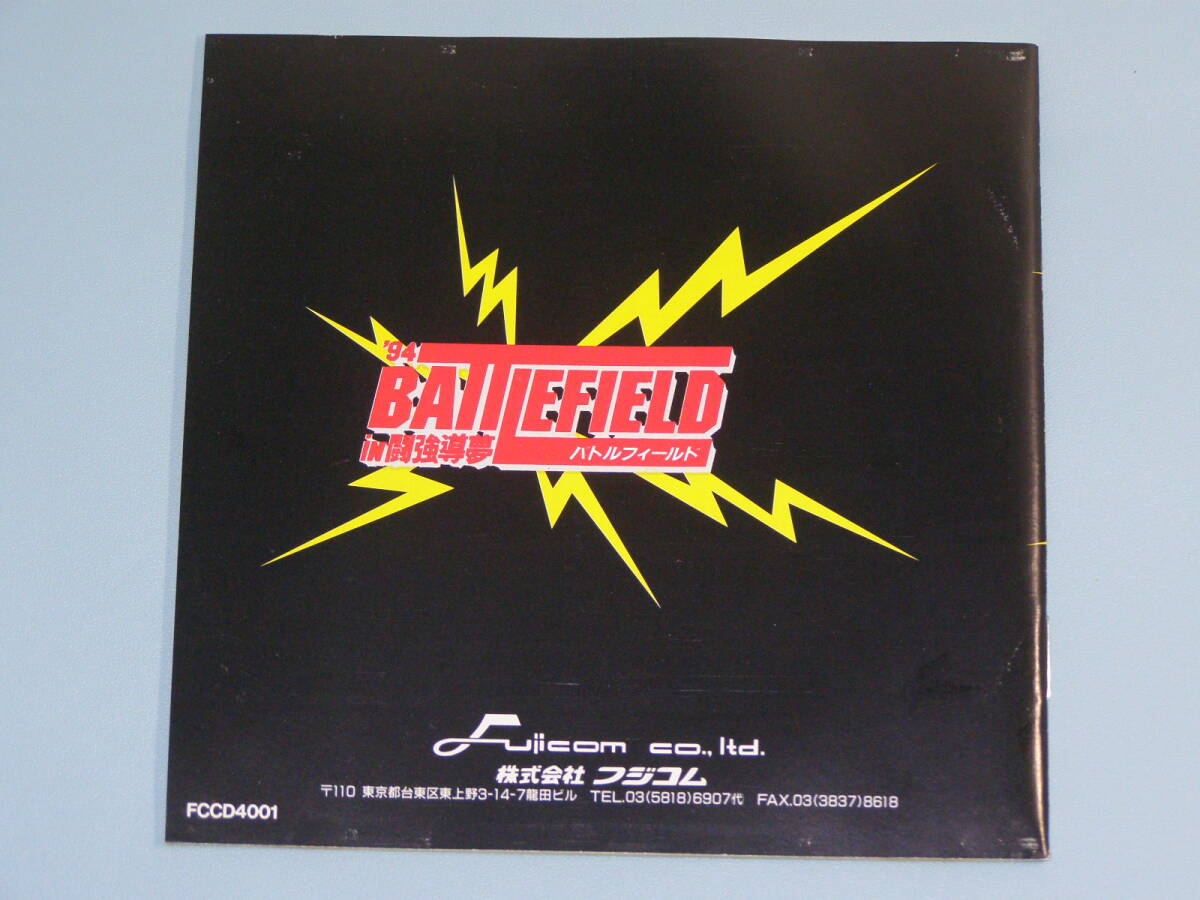 '94
BATTLEFIELD
in 闘強導夢 バトルフィールド
Fujicom co., ltd.
株式会社 フジコム
〒110 東京都台東区東上野3-14-7龍田ビル TEL.03(5818)6907代 FAX.03(3837)8618
FCCD4001